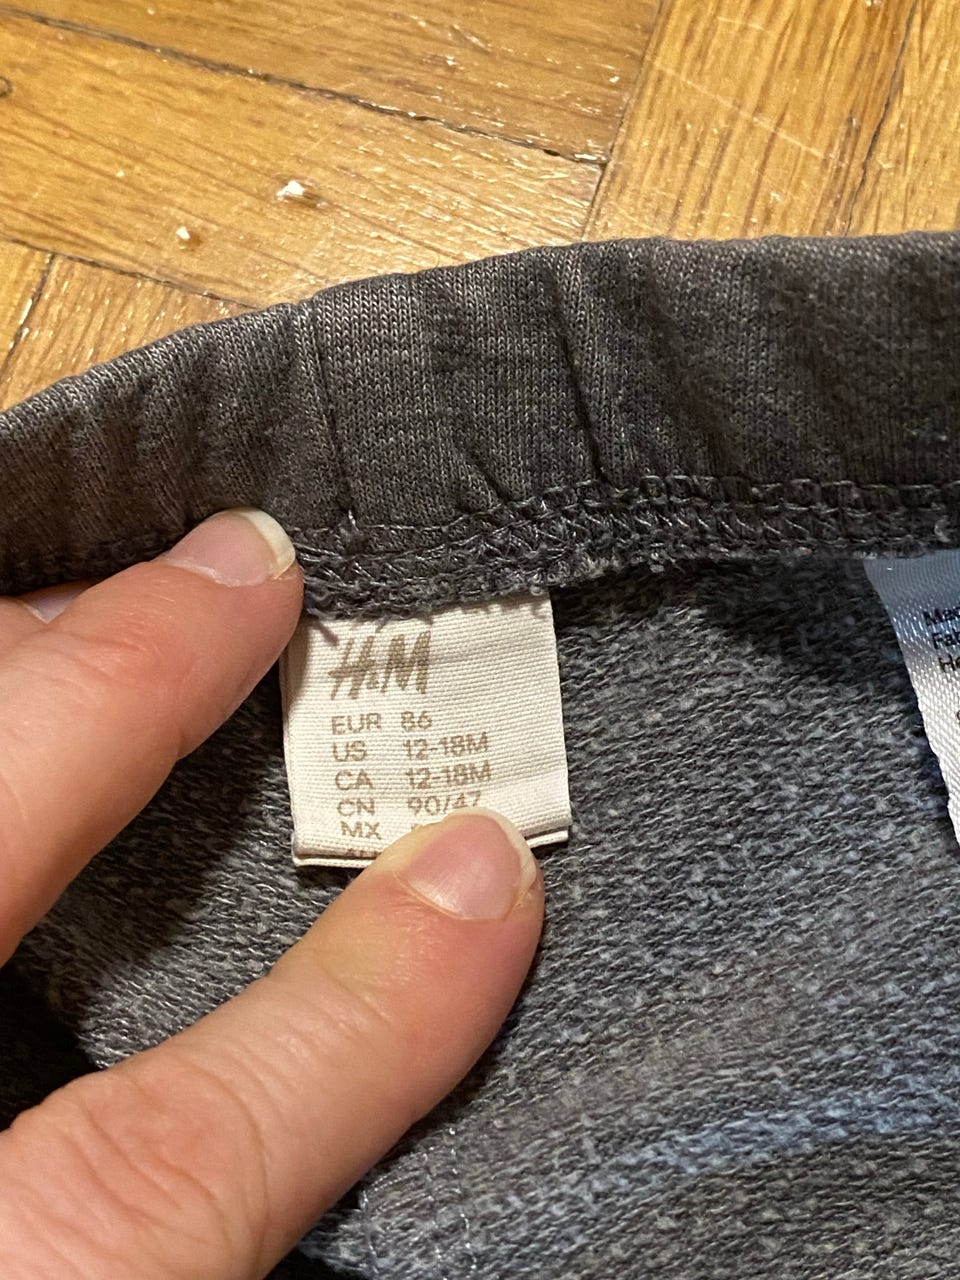 H&M
EUR 86
US 12-18M
CA 12-18M
CN 90/47
MX